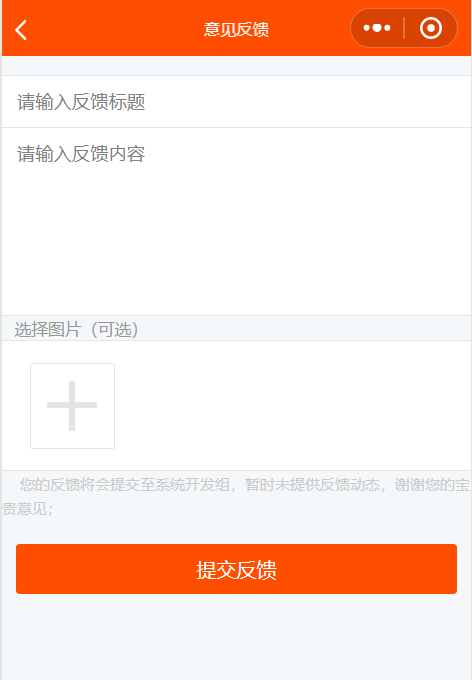 意见反馈
请输入反馈标题
请输入反馈内容
选择图片（可选）
您的反馈将会提交至系统开发组，暂时未提供反馈动态，谢谢您的宝
贵意见；
提交反馈